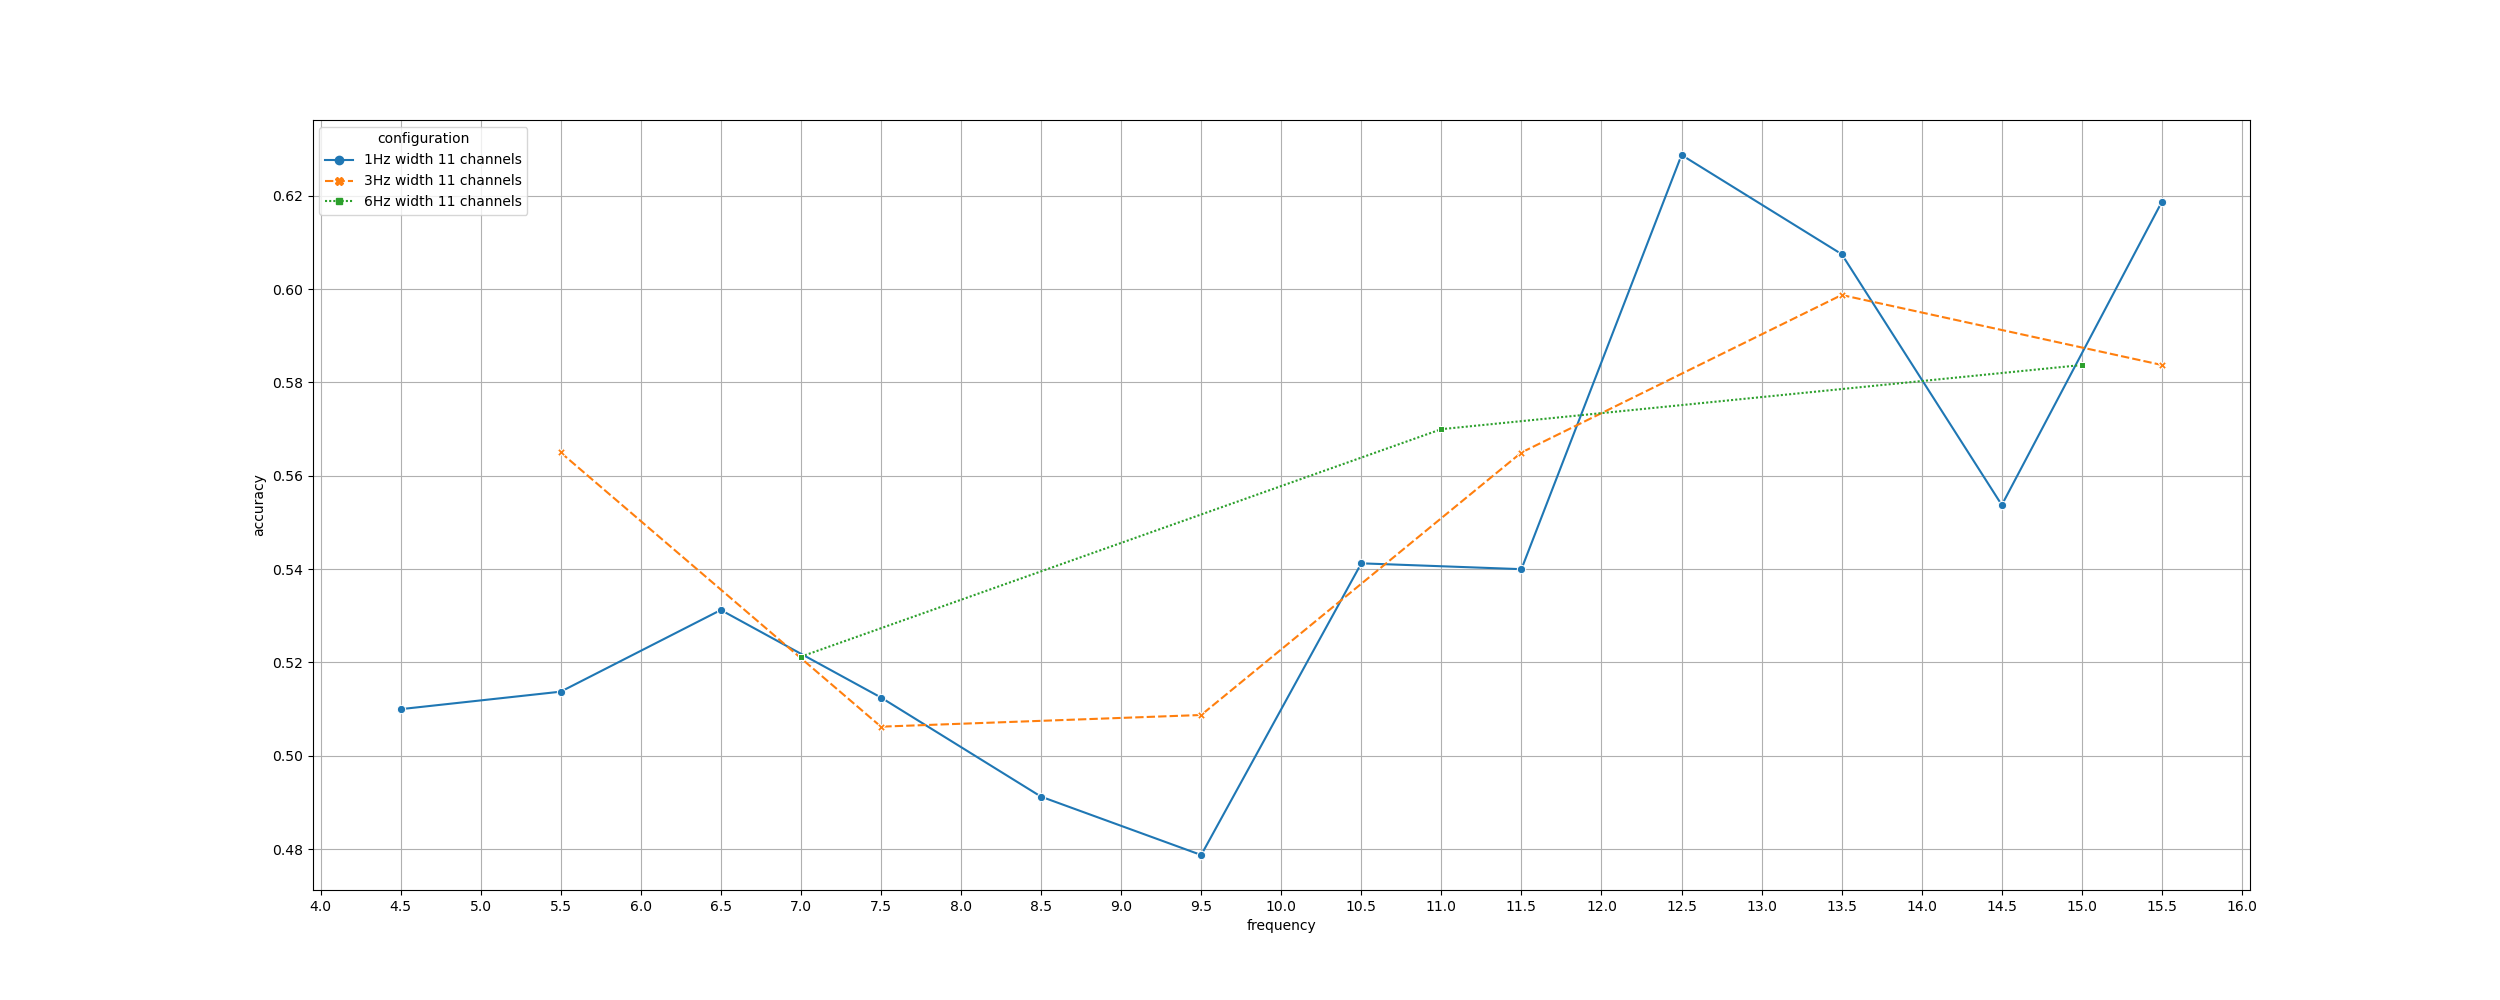 configuration
1Hz width 11 channels
3Hz width 11 channels
6Hz width 11 channels
0.62
0.60
0.58
0.56
0.54
0.52
0.50
0.48
accuracy
4.0 4.5 5.0 5.5 6.0 6.5 7.0 7.5 8.0 8.5 9.0 9.5 10.0 10.5 11.0 11.5 12.0 12.5 13.0 13.5 14.0 14.5 15.0 15.5 16.0
frequency